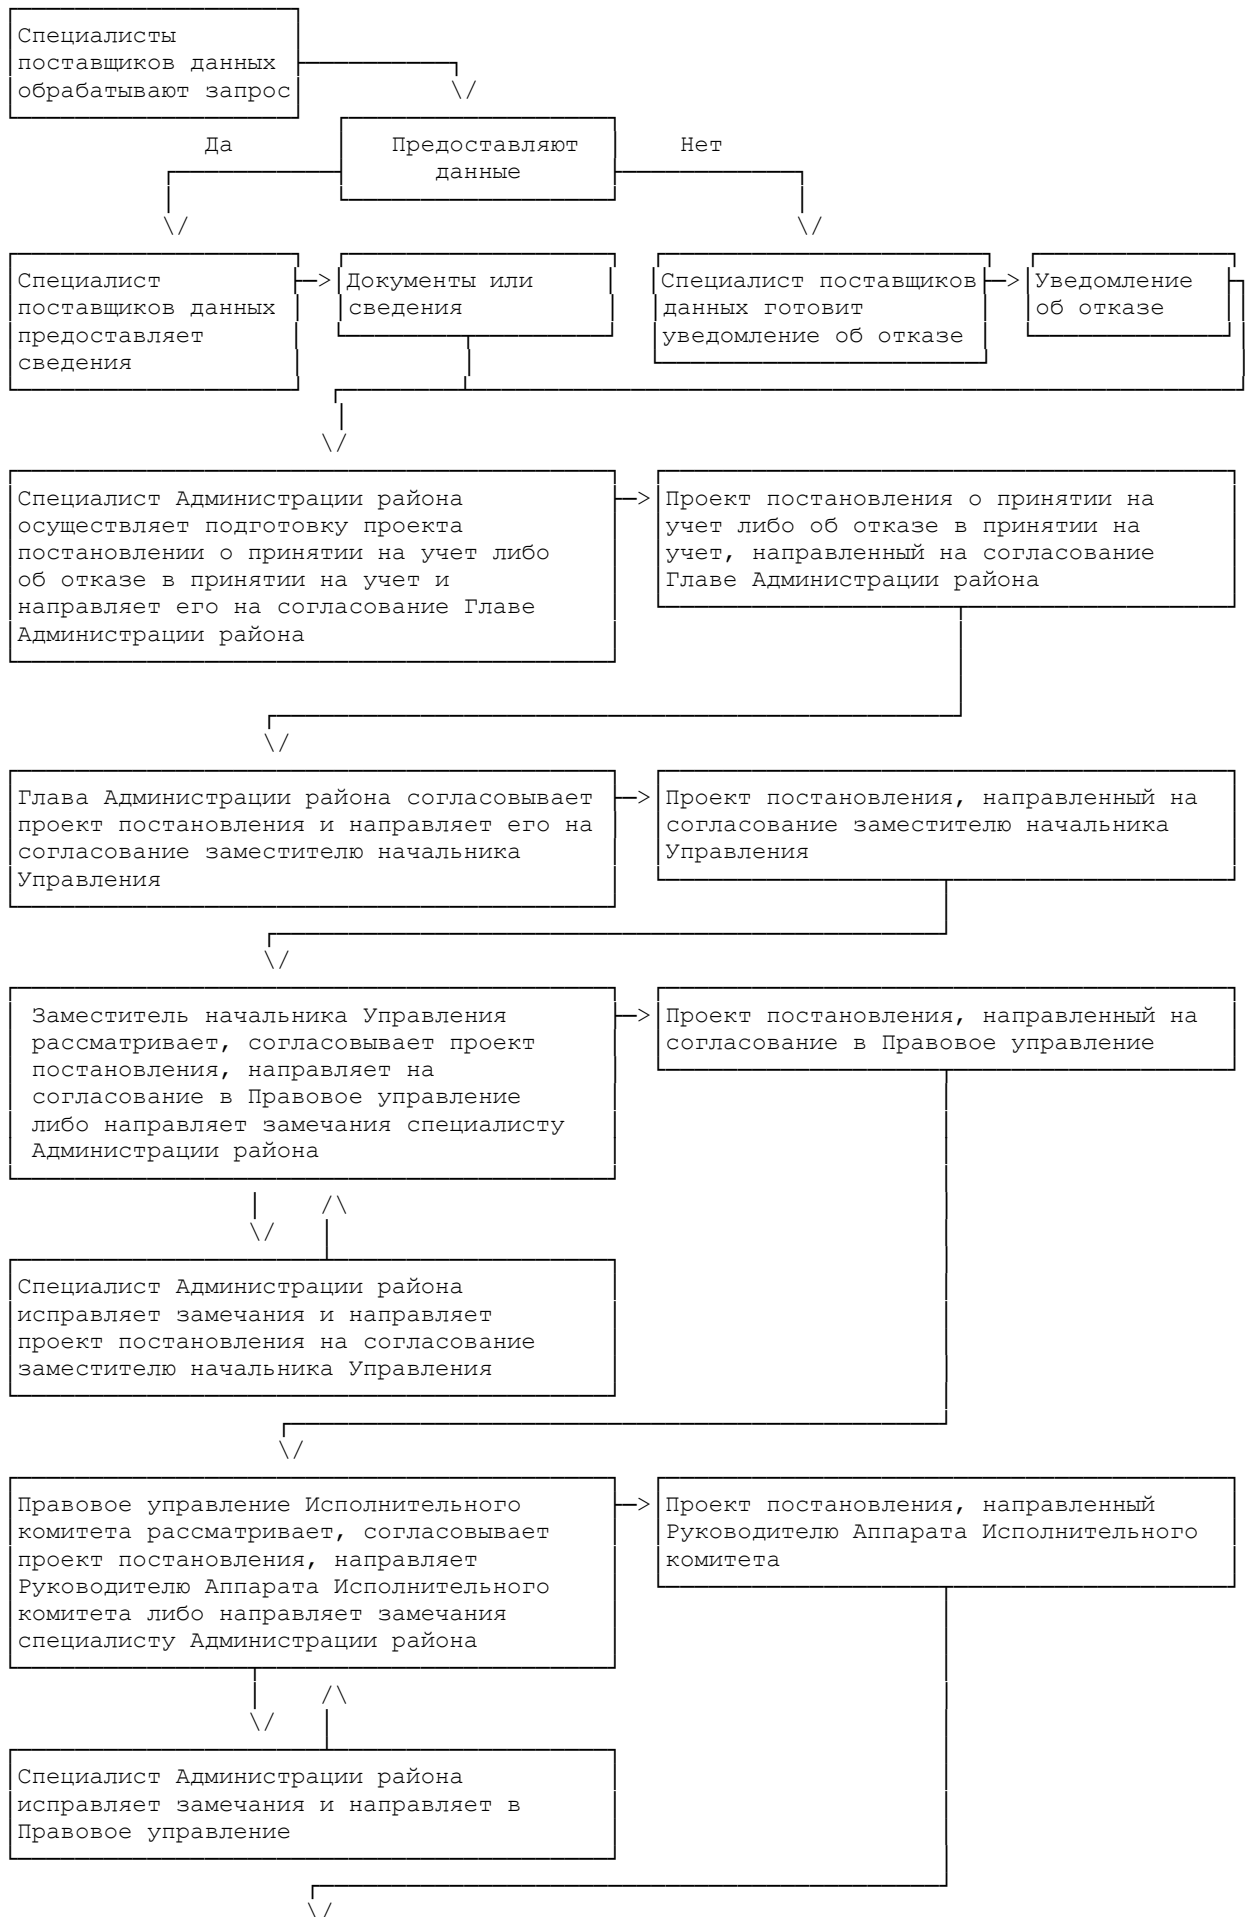 Специалисты
поставщиков данных
обрабатывают запрос
Да
Предоставляют
данные
Нет
Специалист
поставщиков данных
предоставляет
сведения
Документы или
сведения
Специалист поставщиков
данных готовит
уведомление об отказе
Уведомление
об отказе
Специалист Администрации района
осуществляет подготовку проекта
постановлении о принятии на учет либо
об отказе в принятии на учет и
направляет его на согласование Главе
Администрации района
Проект постановления о принятии на
учет либо об отказе в принятии на
учет, направленный на согласование
Главе Администрации района
Глава Администрации района согласовывает
проект постановления и направляет его на
согласование заместителю начальника
Управления
Проект постановления, направленный на
согласование заместителю начальника
Управления
Заместитель начальника Управления
рассматривает, согласовывает проект
постановления, направляет на
согласование в Правовое управление
либо направляет замечания специалисту
Администрации района
Проект постановления, направленный на
согласование в Правовое управление
Специалист Администрации района
исправляет замечания и направляет
проект постановления на согласование
заместителю начальника Управления
Правовое управление Исполнительного
комитета рассматривает, согласовывает
проект постановления, направляет
Руководителю Аппарата Исполнительного
комитета либо направляет замечания
специалисту Администрации района
Проект постановления, направленный
Руководителю Аппарата Исполнительного
комитета
Специалист Администрации района
исправляет замечания и направляет в
Правовое управление